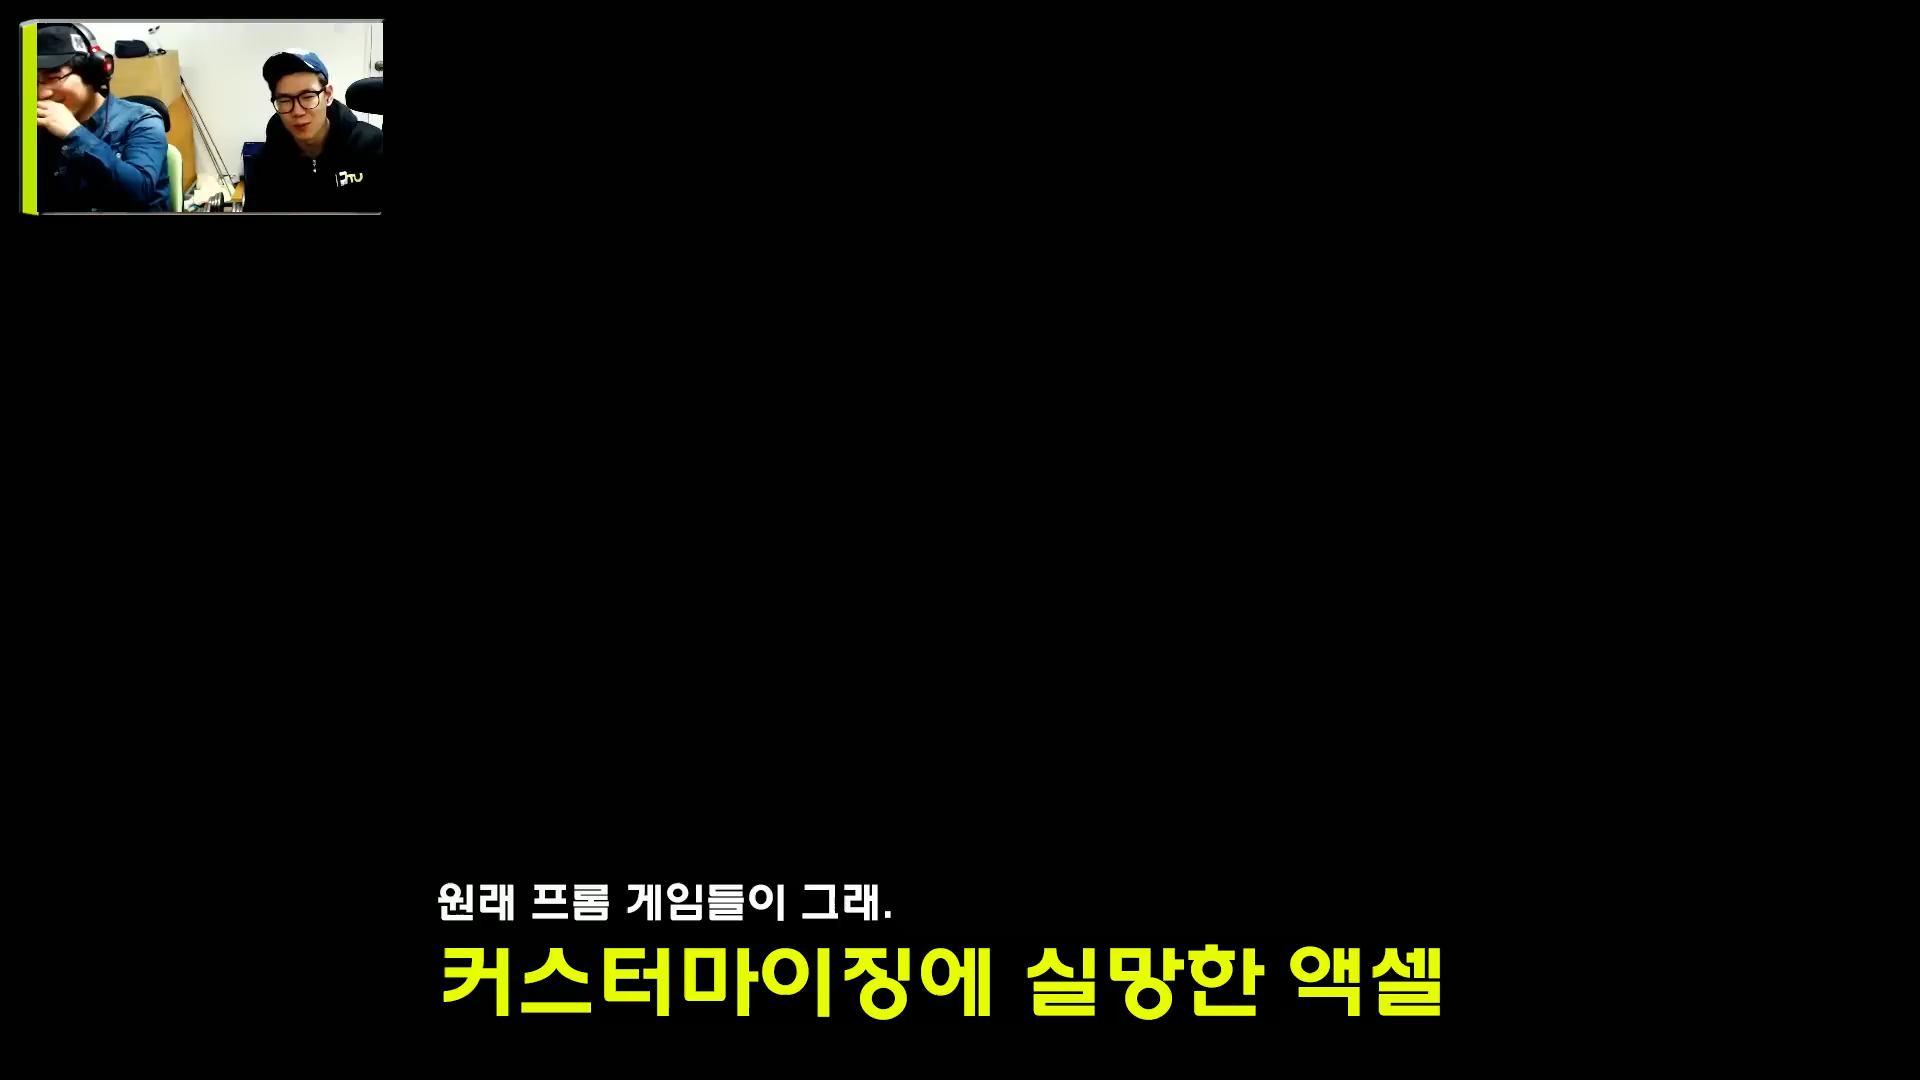 원래 프롬 게임들이 그래.
커스터마이징에 실망한 액셀